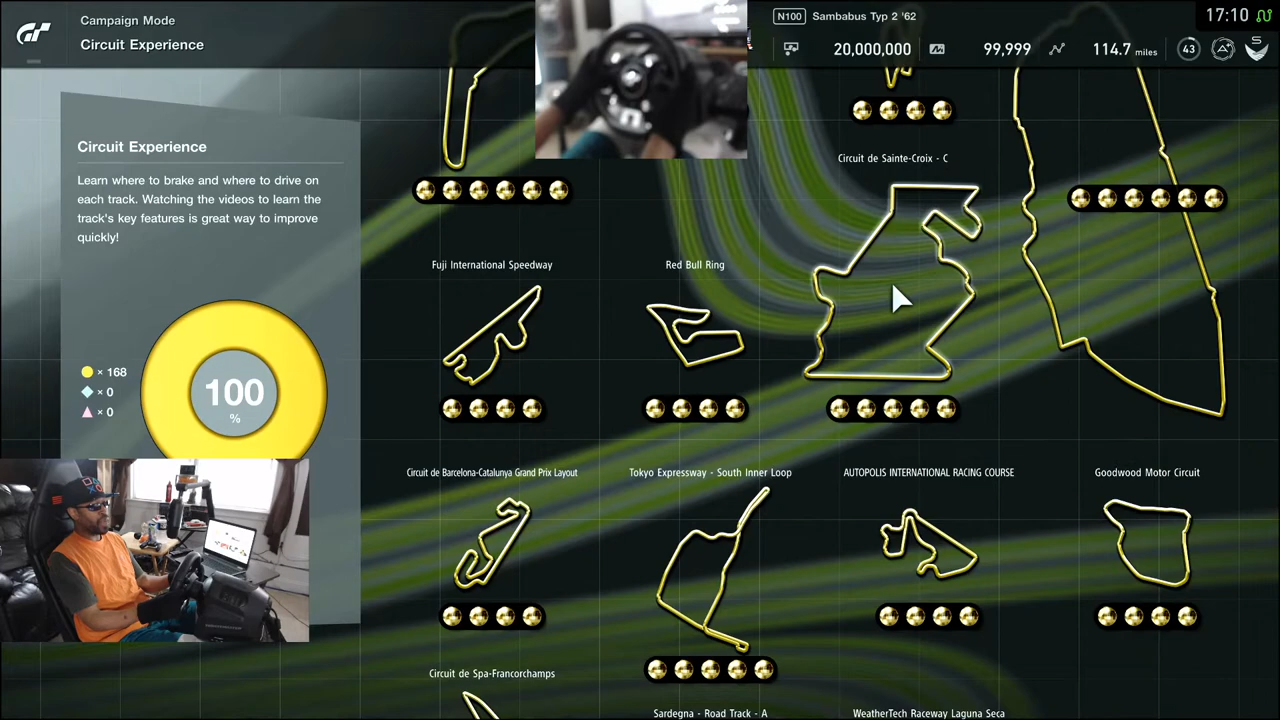 Campaign Mode
Circuit Experience
N100 Sambabus Typ 2 '62
17:10
20,000,000
99,999
114.7 miles
43
A+
S
Circuit Experience
Learn where to brake and where to drive on
each track. Watching the videos to learn the
track's key features is great way to improve
quickly!
× 168
× 0
× 0
100
%
Circuit de Sainte-Croix - C
Fuji International Speedway
Red Bull Ring
Circuit de Barcelona-Catalunya Grand Prix Layout
Tokyo Expressway - South Inner Loop
AUTOPOLIS INTERNATIONAL RACING COURSE
Goodwood Motor Circuit
Circuit de Spa-Francorchamps
Sardegna - Road Track - A
WeatherTech Raceway Laguna Seca